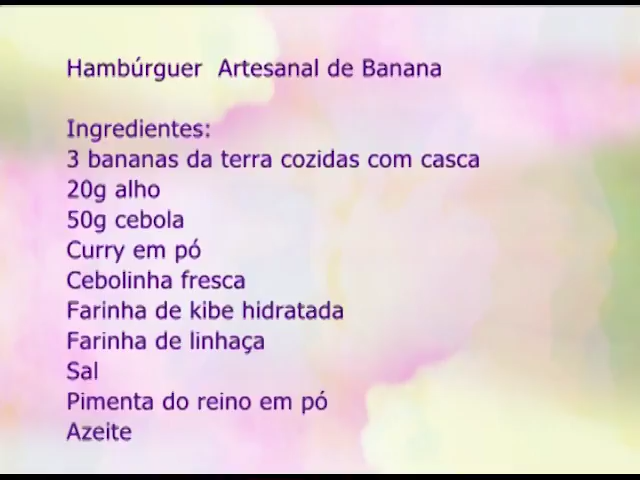 Hambúrguer Artesanal de Banana
Ingredientes:
3 bananas da terra cozidas com casca
20g alho
50g cebola
Curry em pó
Cebolinha fresca
Farinha de kibe hidratada
Farinha de linhaça
Sal
Pimenta do reino em pó
Azeite